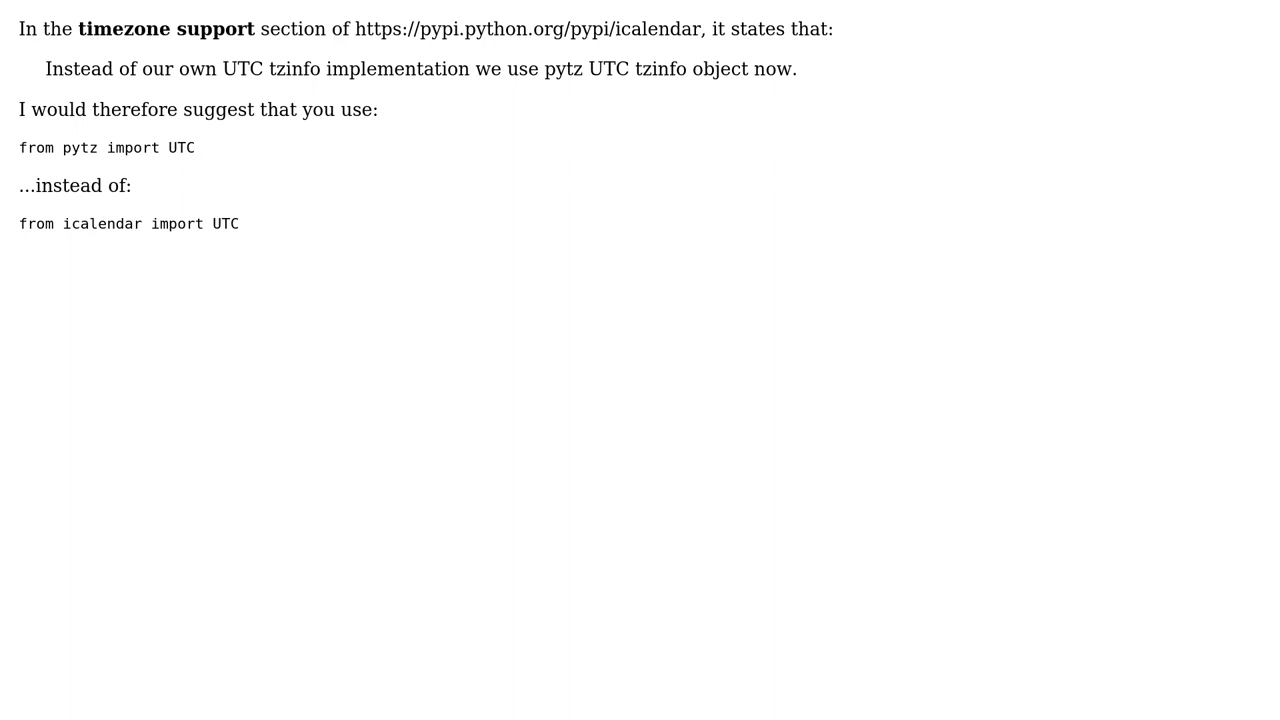 In the timezone support section of https://pypi.python.org/pypi/icalendar, it states that:
Instead of our own UTC tzinfo implementation we use pytz UTC tzinfo object now.
I would therefore suggest that you use:
from pytz import UTC
...instead of:
from icalendar import UTC